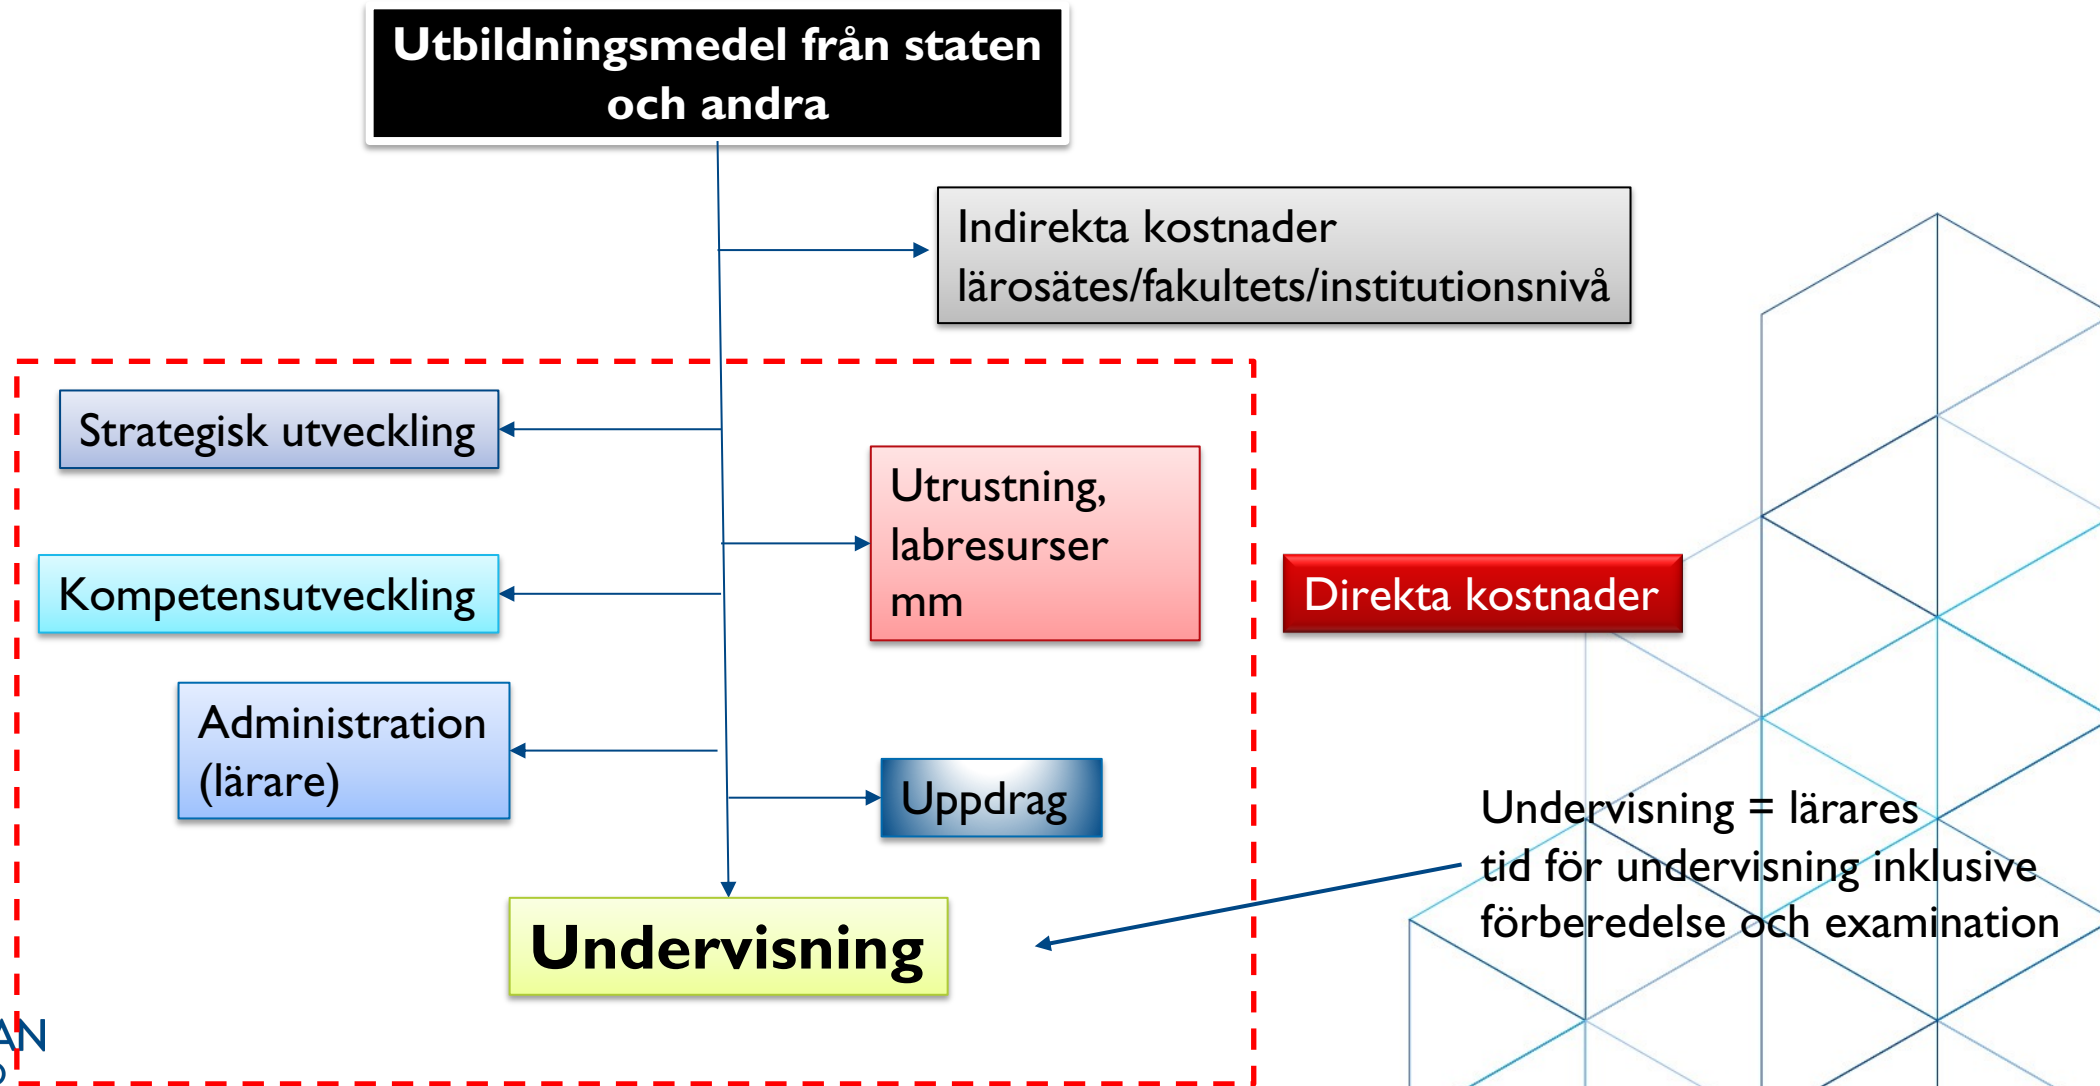 Utbildningsmedel från staten
och andra
Indirekta kostnader
lärosätes/fakultets/institutionsnivå
Strategisk utveckling
Utrustning,
labresurser
mm
Kompetensutveckling
Direkta kostnader
Administration
(lärare)
Uppdrag
Undervisning = lärares
tid för undervisning inklusive
förberedelse och examination
Undervisning